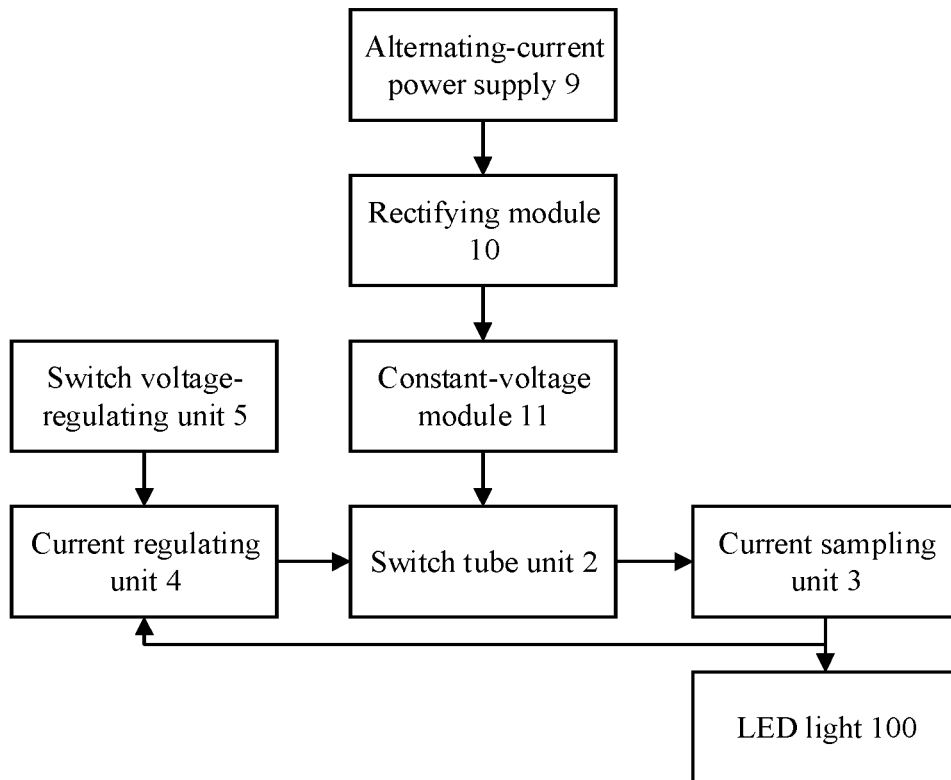 Alternating-current
power supply 9
Rectifying module
10
Switch voltage-
regulating unit 5
Constant-voltage
module 11
Current regulating
unit 4
Switch tube unit 2
Current sampling
unit 3
LED light 100